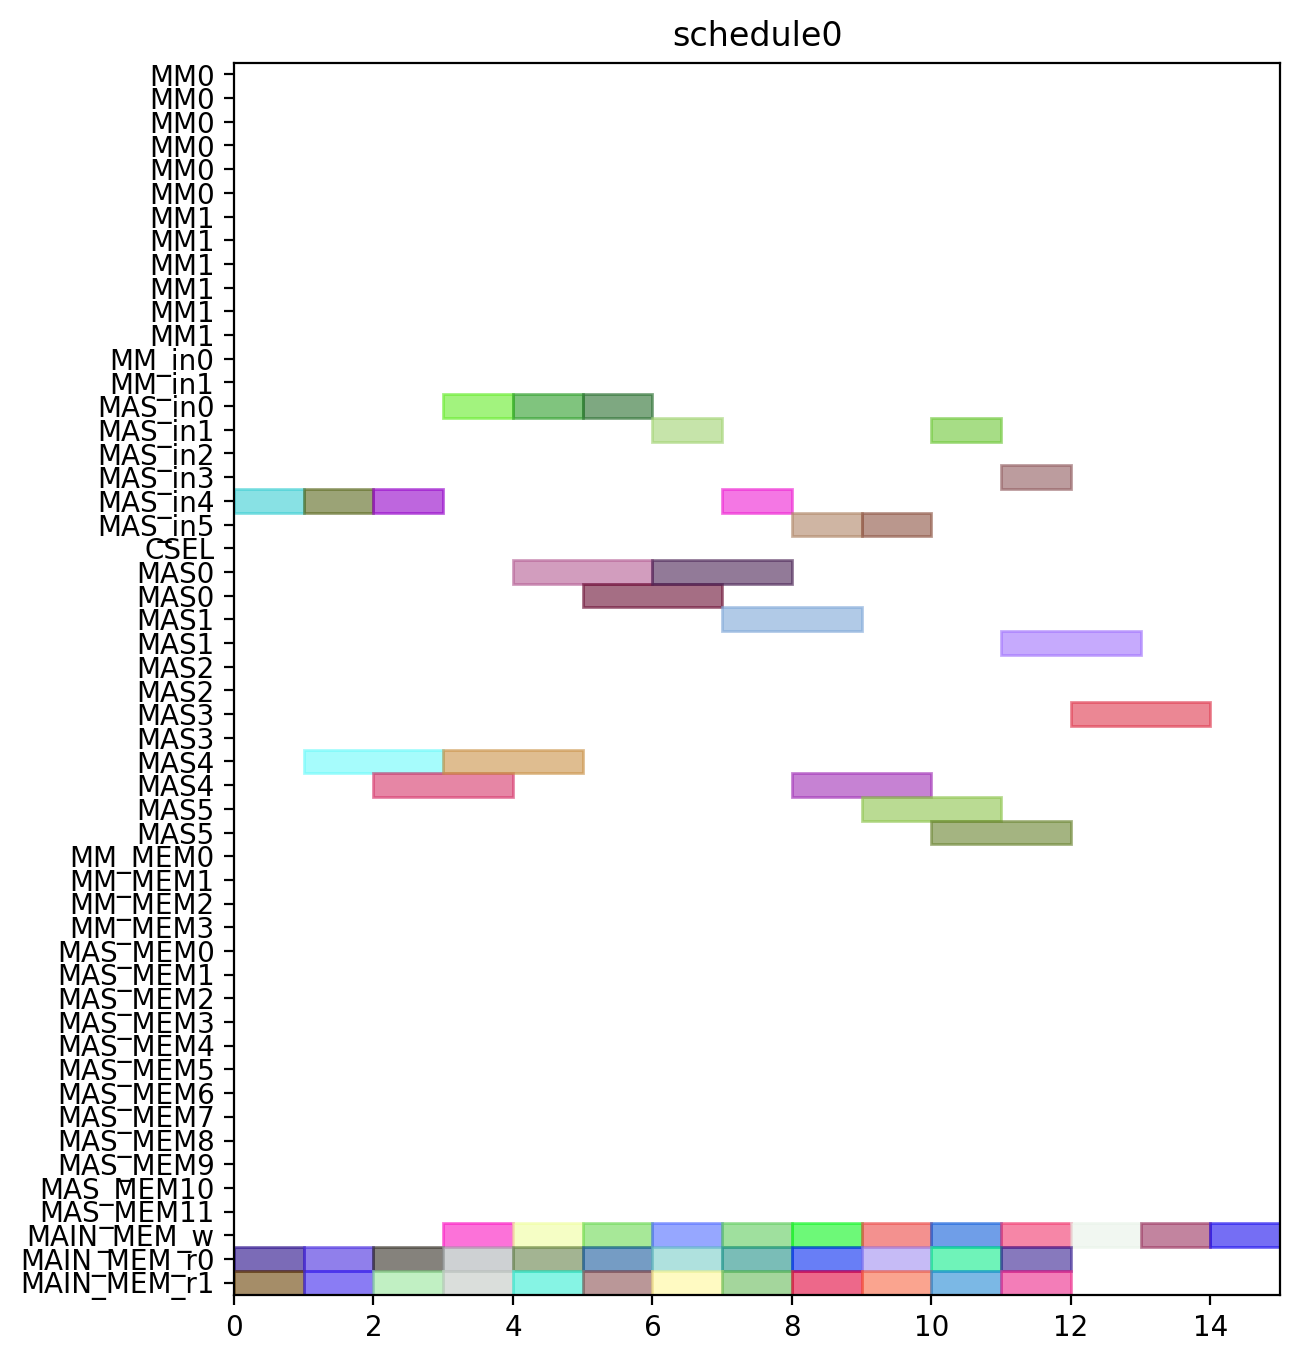 schedule0
MM0
MM0
MM0
MM0
MM0
MM0
MM1
MM1
MM1
MM1
MM1
MM1
MM_in0
MM_in1
MAS_in0
MAS_in1
MAS_in2
MAS_in3
MAS_in4
MAS_in5
CSEL
MAS0
MAS0
MAS1
MAS1
MAS2
MAS2
MAS3
MAS3
MAS4
MAS4
MAS5
MAS5
MM_MEM0
MM_MEM1
MM_MEM2
MM_MEM3
MAS_MEM0
MAS_MEM1
MAS_MEM2
MAS_MEM3
MAS_MEM4
MAS_MEM5
MAS_MEM6
MAS_MEM7
MAS_MEM8
MAS_MEM9
MAS_MEM10
MAS_MEM11
MAIN_MEM_w
MAIN_MEM_r0
MAIN_MEM_r1
0 2 4 6 8 10 12 14